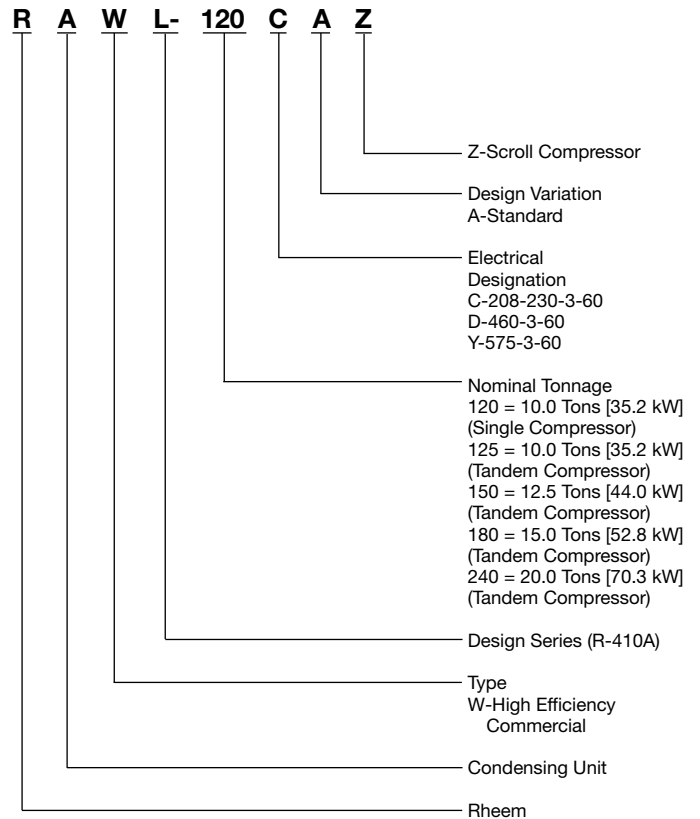 R A W L- 120 C A Z
Z-Scroll Compressor
Design Variation
A-Standard
Electrical
Designation
C-208-230-3-60
D-460-3-60
Y-575-3-60
Nominal Tonnage
120 = 10.0 Tons [35.2 kW]
(Single Compressor)
125 = 10.0 Tons [35.2 kW]
(Tandem Compressor)
150 = 12.5 Tons [44.0 kW]
(Tandem Compressor)
180 = 15.0 Tons [52.8 kW]
(Tandem Compressor)
240 = 20.0 Tons [70.3 kW]
(Tandem Compressor)
Design Series (R-410A)
Type
W-High Efficiency
Commercial
Condensing Unit
Rheem